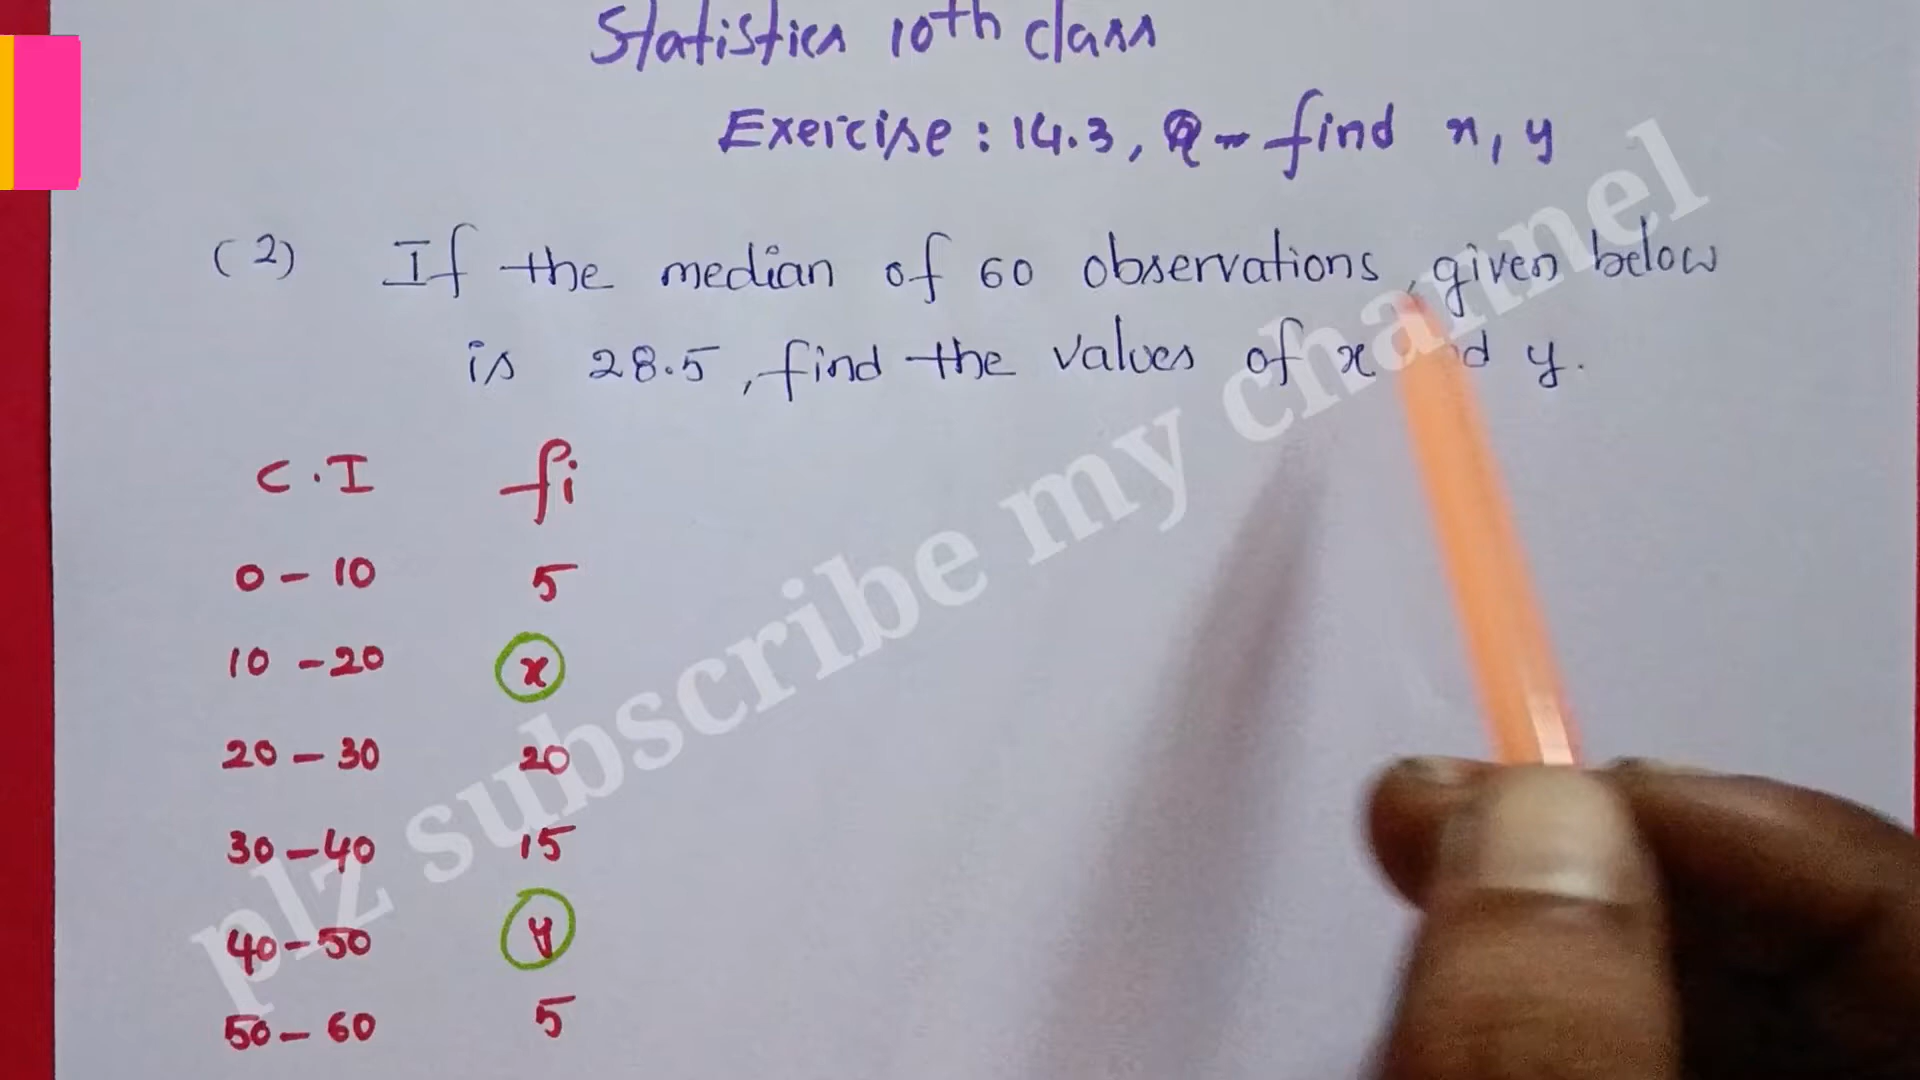 Statistics 10th class
Exercise: 14.3, Q - find x, y
(2) If the median of 60 observations, given below
is 28.5, find the values of x d y.
C.I fi
0-10 5
10-20 x
20-30 20
30-40 15
40-50 y
50-60 5
plz subscribe my channel